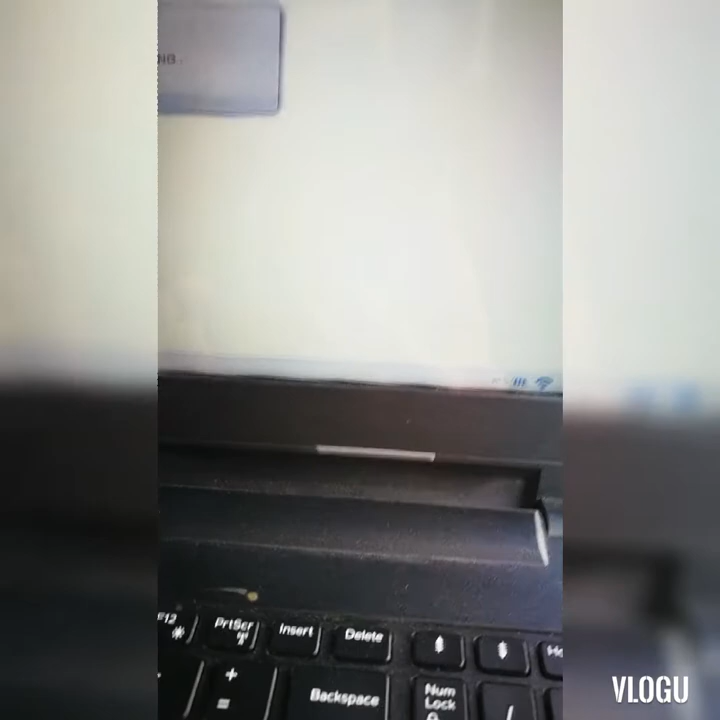 F12 PrtScr Insert Delete
+ Backspace Num
= Lock /
VLOGU